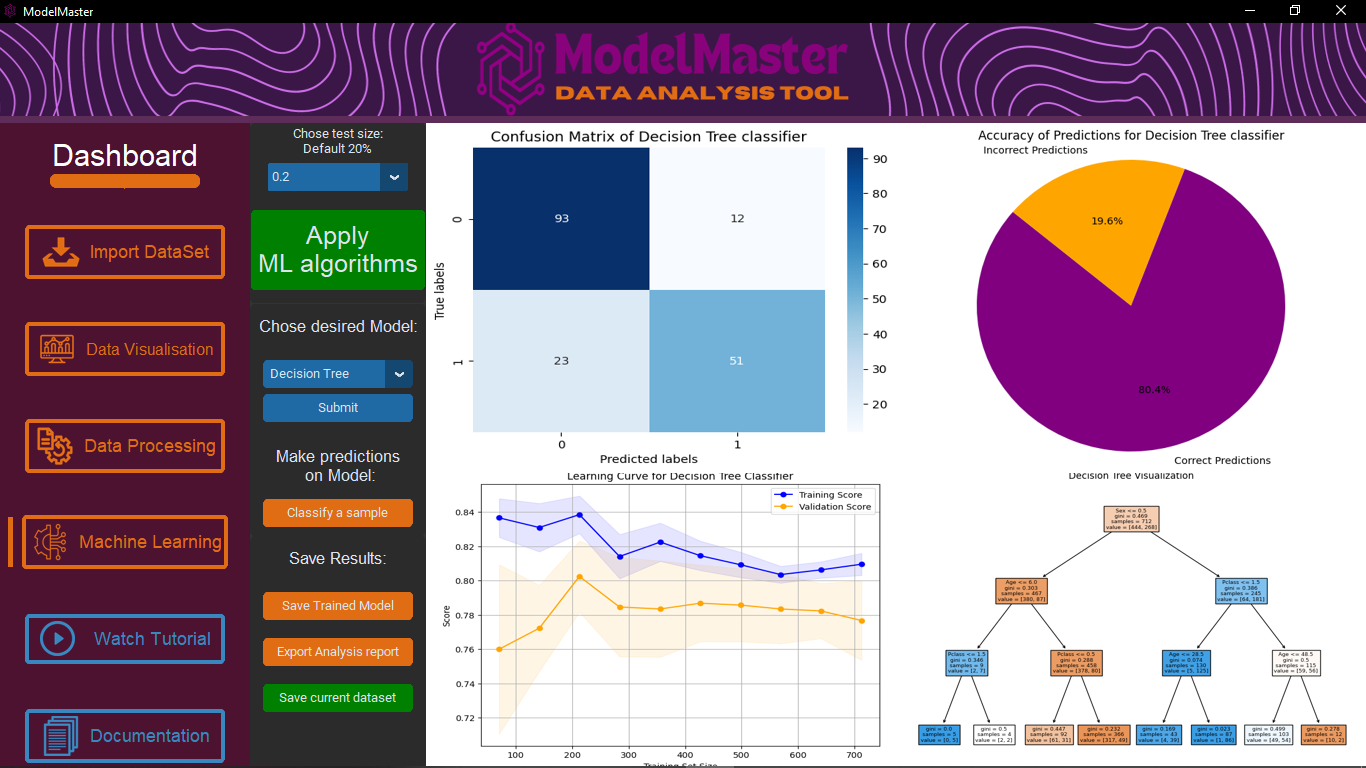 ModelMaster
ModelMaster
DATA ANALYSIS TOOL
Dashboard
Import DataSet
Data Visualisation
Data Processing
Machine Learning
Watch Tutorial
Documentation
Chose test size:
Default 20%
0.2
Apply
ML algorithms
Chose desired Model:
Decision Tree
Submit
Make predictions
on Model:
Classify a sample
Save Results:
Save Trained Model
Export Analysis report
Save current dataset
Confusion Matrix of Decision Tree classifier
93
12
23
51
0
1
True labels
0
1
Predicted labels
90
80
70
60
50
40
30
20
Accuracy of Predictions for Decision Tree classifier
Incorrect Predictions
19.6%
80.4%
Correct Predictions
Learning Curve for Decision Tree Classifier
Training Score
Validation Score
0.84
0.82
0.80
0.78
0.76
0.74
0.72
Score
100
200
300
400
500
600
700
Training Set Size
Decision Tree Visualization
Sex <= 0.5
gini = 0.469
samples = 712
value = [444, 268]
Age <= 6.0
gini = 0.303
samples = 467
value = [380, 87]
Pclass <= 1.5
gini = 0.386
samples = 245
value = [64, 181]
Pclass <= 1.5
gini = 0.346
samples = 9
value = [2, 7]
Pclass <= 0.5
gini = 0.288
samples = 458
value = [378, 80]
Age <= 28.5
gini = 0.074
samples = 130
value = [5, 125]
Age <= 48.5
gini = 0.5
samples = 115
value = [59, 56]
gini = 0.0
samples = 5
value = [0, 5]
gini = 0.5
samples = 4
value = [2, 2]
gini = 0.447
samples = 92
value = [61, 31]
gini = 0.232
samples = 366
value = [317, 49]
gini = 0.169
samples = 43
value = [4, 39]
gini = 0.023
samples = 87
value = [1, 86]
gini = 0.499
samples = 103
value = [49, 54]
gini = 0.278
samples = 12
value = [10, 2]